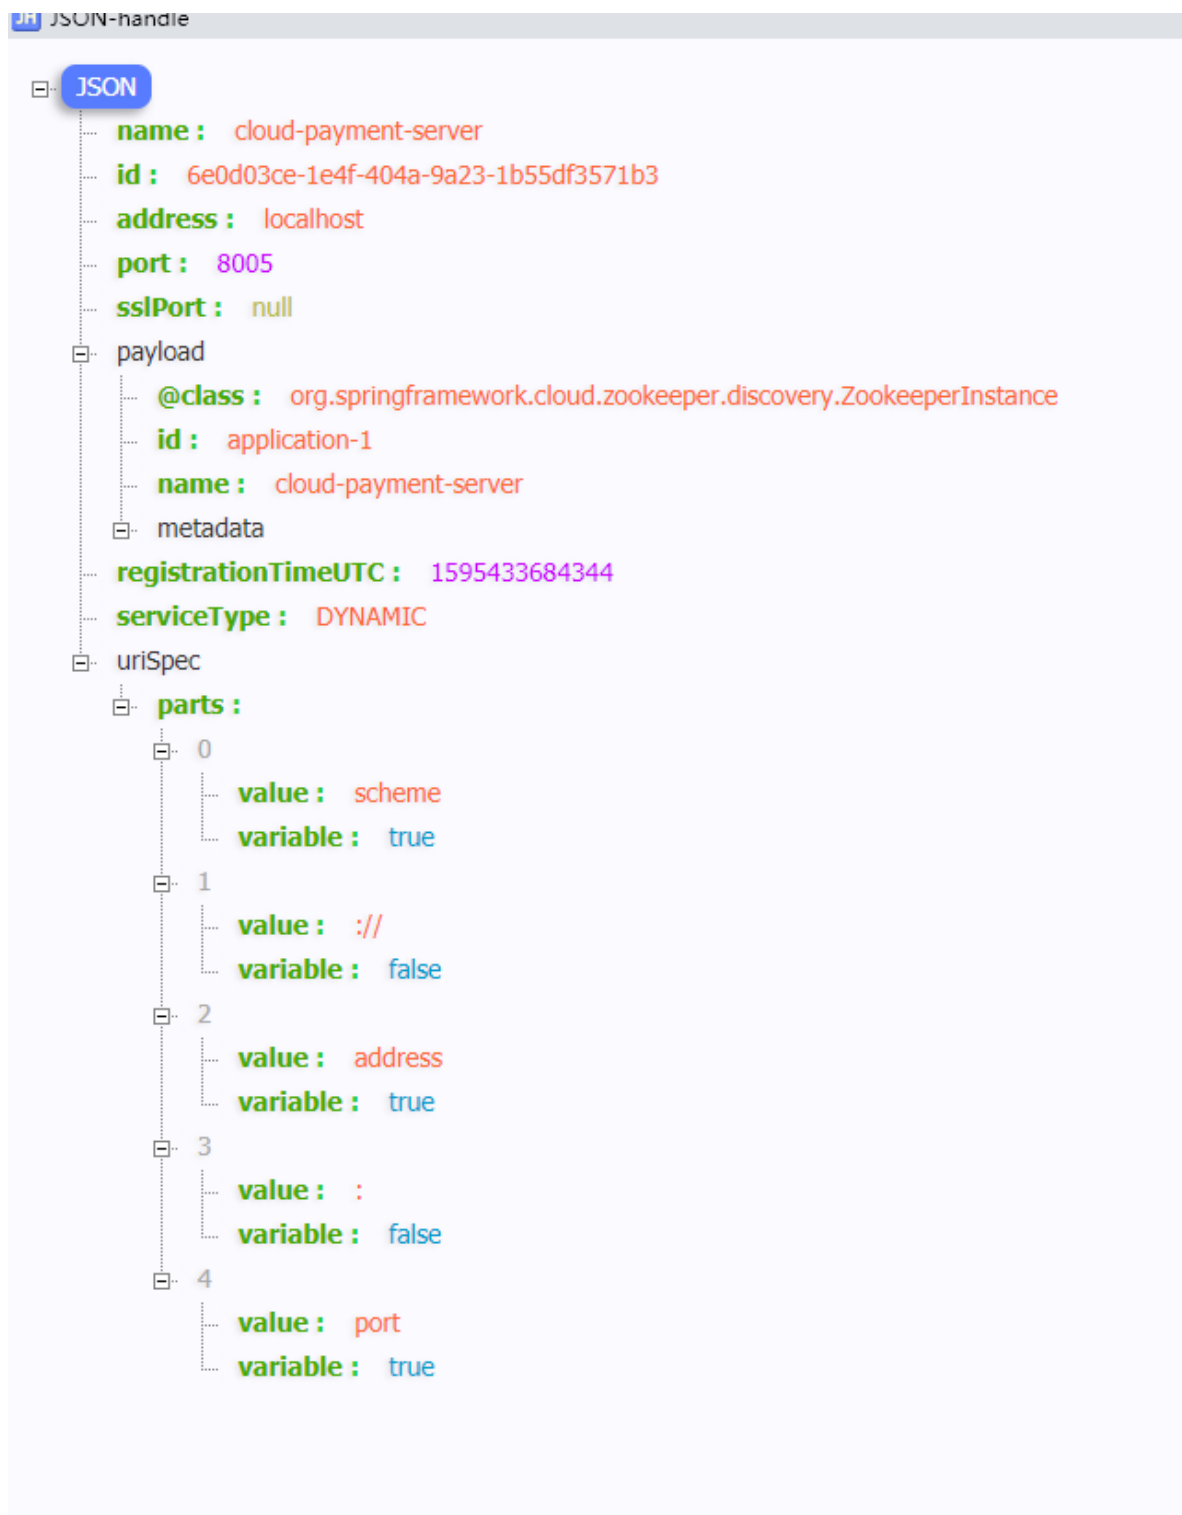 JH JSON-handle
JSON
name : cloud-payment-server
id : 6e0d03ce-1e4f-404a-9a23-1b55df3571b3
address : localhost
port : 8005
sslPort : null
payload
@class : org.springframework.cloud.zookeeper.discovery.ZookeeperInstance
id : application-1
name : cloud-payment-server
metadata
registrationTimeUTC : 1595433684344
serviceType : DYNAMIC
uriSpec
parts :
0
value : scheme
variable : true
1
value : ://
variable : false
2
value : address
variable : true
3
value : :
variable : false
4
value : port
variable : true